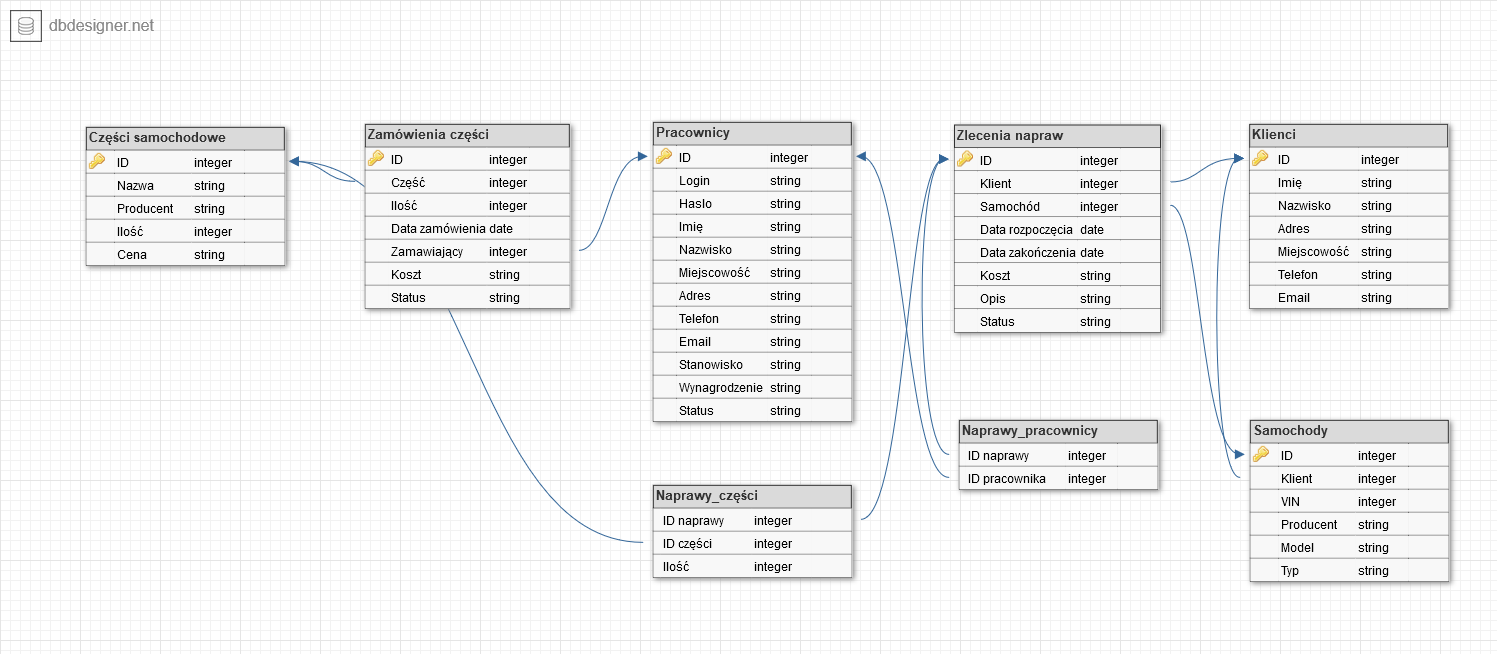 dbdesigner.net
Części samochodowe
ID integer
Nazwa string
Producent string
Ilość integer
Cena string
Zamówienia części
ID integer
Część integer
Ilość integer
Data zamówienia date
Zamawiający integer
Koszt string
Status string
Pracownicy
ID integer
Login string
Hasło string
Imię string
Nazwisko string
Miejscowość string
Adres string
Telefon string
Email string
Stanowisko string
Wynagrodzenie string
Status string
Zlecenia napraw
ID integer
Klient integer
Samochód integer
Data rozpoczęcia date
Data zakończenia date
Koszt string
Opis string
Status string
Klienci
ID integer
Imię string
Nazwisko string
Adres string
Miejscowość string
Telefon string
Email string
Naprawy_części
ID naprawy integer
ID części integer
Ilość integer
Naprawy_pracownicy
ID naprawy integer
ID pracownika integer
Samochody
ID integer
Klient integer
VIN integer
Producent string
Model string
Typ string